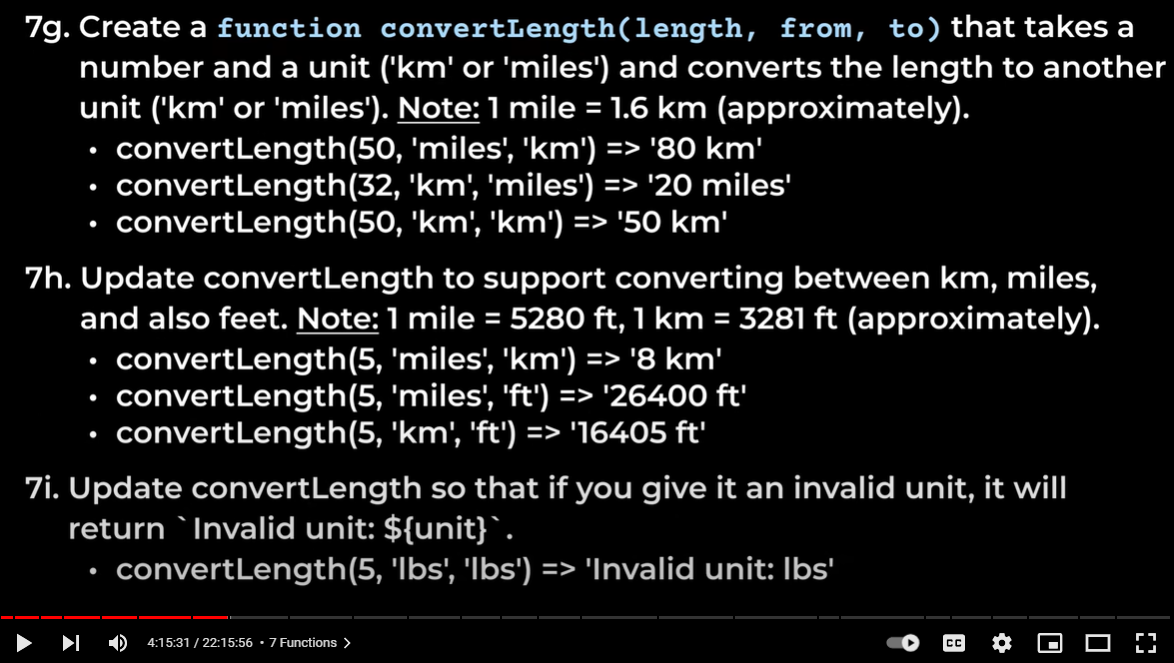 7g. Create a function convertLength(length, from, to) that takes a
number and a unit ('km' or 'miles') and converts the length to another
unit ('km' or 'miles'). Note: 1 mile = 1.6 km (approximately).
• convertLength(50, 'miles', 'km') => '80 km'
• convertLength(32, 'km', 'miles') => '20 miles'
• convertLength(50, 'km', 'km') => '50 km'
7h. Update convertLength to support converting between km, miles,
and also feet. Note: 1 mile = 5280 ft, 1 km = 3281 ft (approximately).
• convertLength(5, 'miles', 'km') => '8 km'
• convertLength(5, 'miles', 'ft') => '26400 ft'
• convertLength(5, 'km', 'ft') => '16405 ft'
7i. Update convertLength so that if you give it an invalid unit, it will
return `Invalid unit: ${unit}`.
• convertLength(5, 'lbs', 'lbs') => 'Invalid unit: lbs'
4:15:31 / 22:15:56 • 7 Functions >
CC